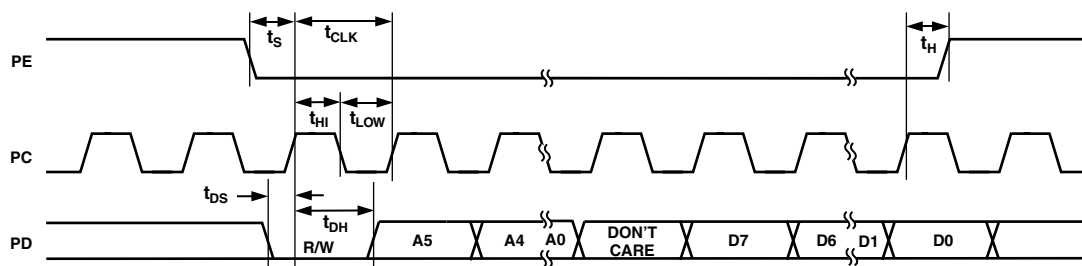 tS
tCLK
tH
PE
tHI
tLOW
PC
tDS
tDH
PD
R/W
A5
A4
A0
DON'T
CARE
D7
D6
D1
D0